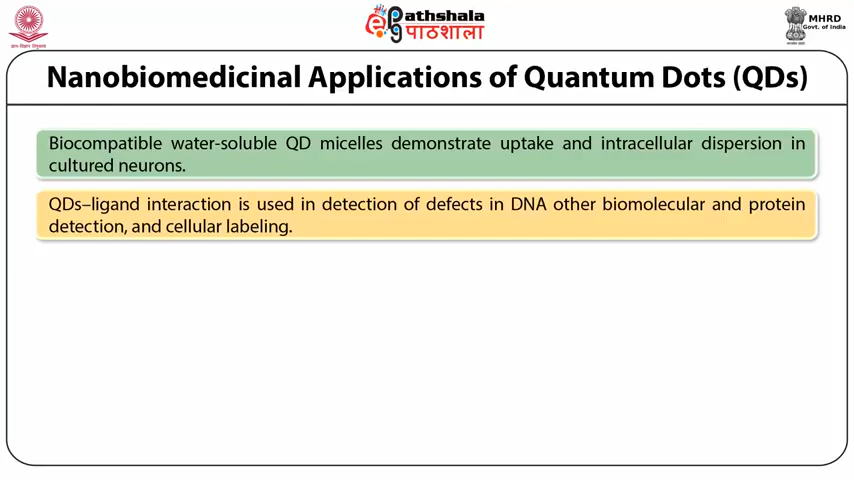 ePathshala
पाठशाला
MHRD
Govt. of India
Nanobiomedicinal Applications of Quantum Dots (QDs)
Biocompatible water-soluble QD micelles demonstrate uptake and intracellular dispersion in
cultured neurons.
QDs–ligand interaction is used in detection of defects in DNA other biomolecular and protein
detection, and cellular labeling.